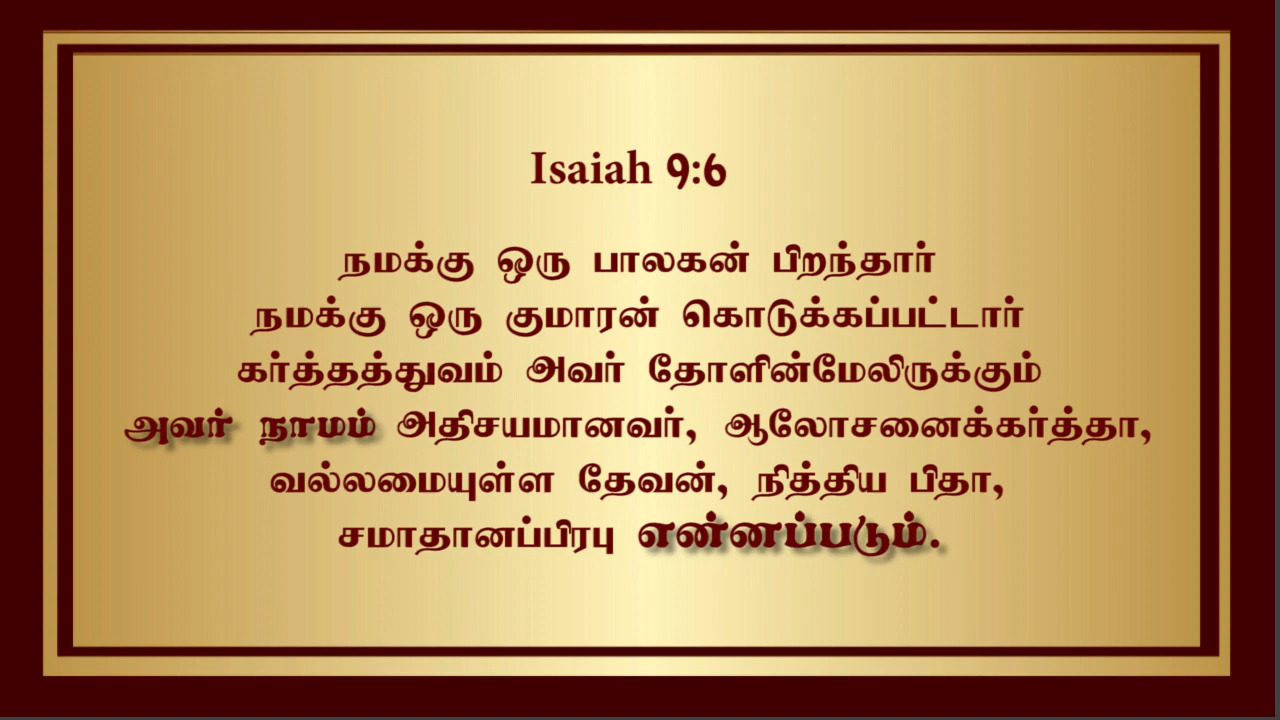 Isaiah 9:6
நமக்கு ஒரு பாலகன் பிறந்தார்
நமக்கு ஒரு குமாரன் கொடுக்கப்பட்டார்
கர்த்தத்துவம் அவர் தோளின்மேலிருக்கும்
அவர் நாமம் அதிசயமானவர், ஆலோசனைக்கர்த்தா,
வல்லமையுள்ள தேவன், நித்திய பிதா,
சமாதானப்பிரபு என்னப்படும்.